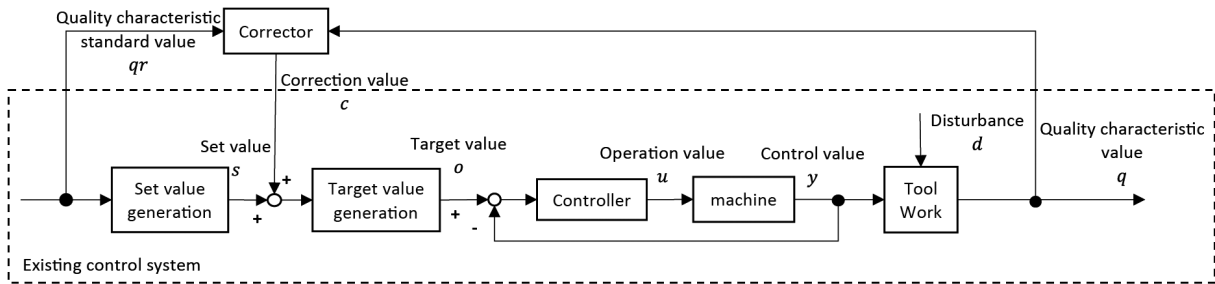 Quality characteristic
standard value
qr
Corrector
Correction value
c
Set value
s
Target value
o
Operation value
u
Control value
y
Disturbance
d
Quality characteristic
value
q
Set value
generation
+
+
Target value
generation
+
-
Controller
machine
Tool
Work
Existing control system